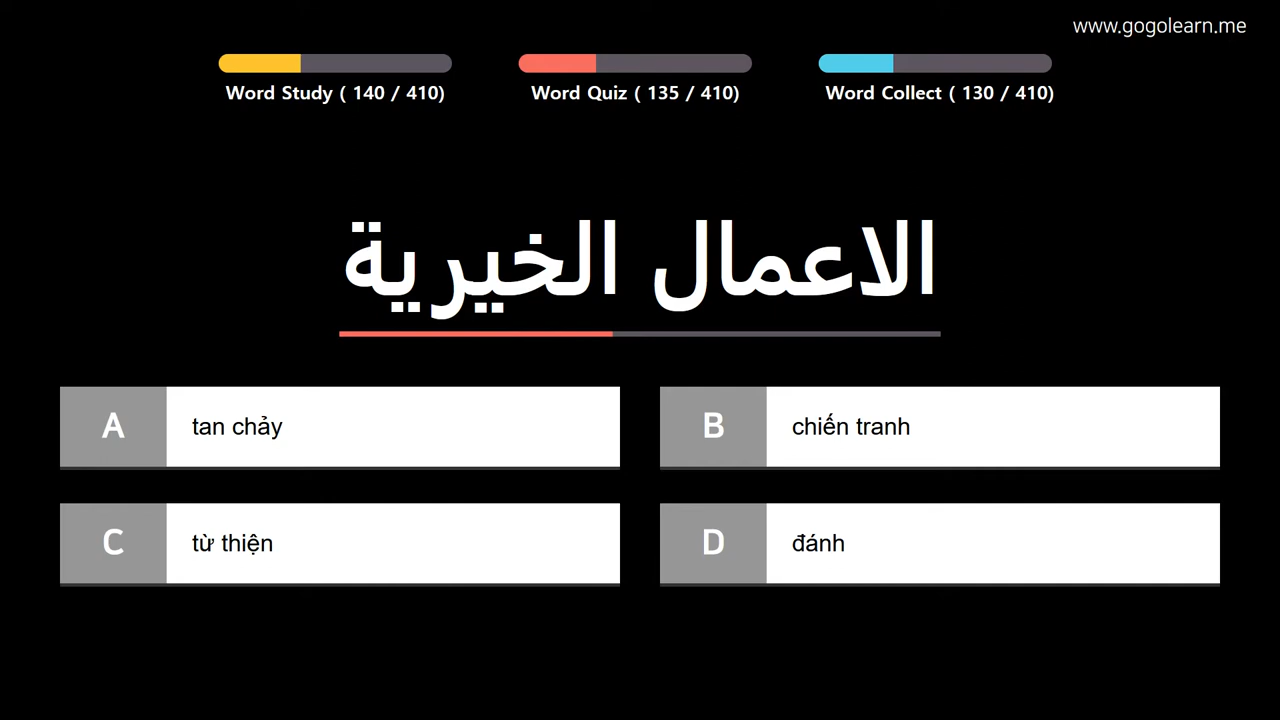 www.gogolearn.me
Word Study ( 140 / 410)
Word Quiz ( 135 / 410)
Word Collect ( 130 / 410)
الاعمال الخيرية
A tan chảy
B chiến tranh
C từ thiện
D đánh